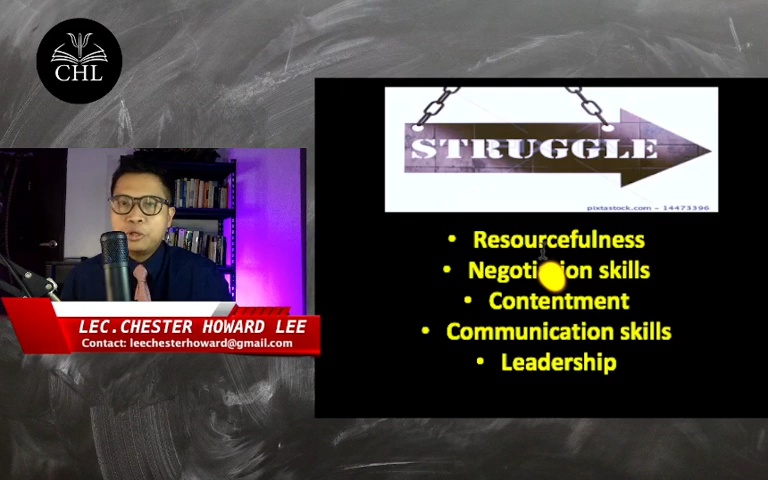 CHL
STRUGGLE
pixtastock.com – 14473396
• Resourcefulness
• Negotiation skills
• Contentment
• Communication skills
• Leadership
LEC.CHESTER HOWARD LEE
Contact: leechesterhoward@gmail.com